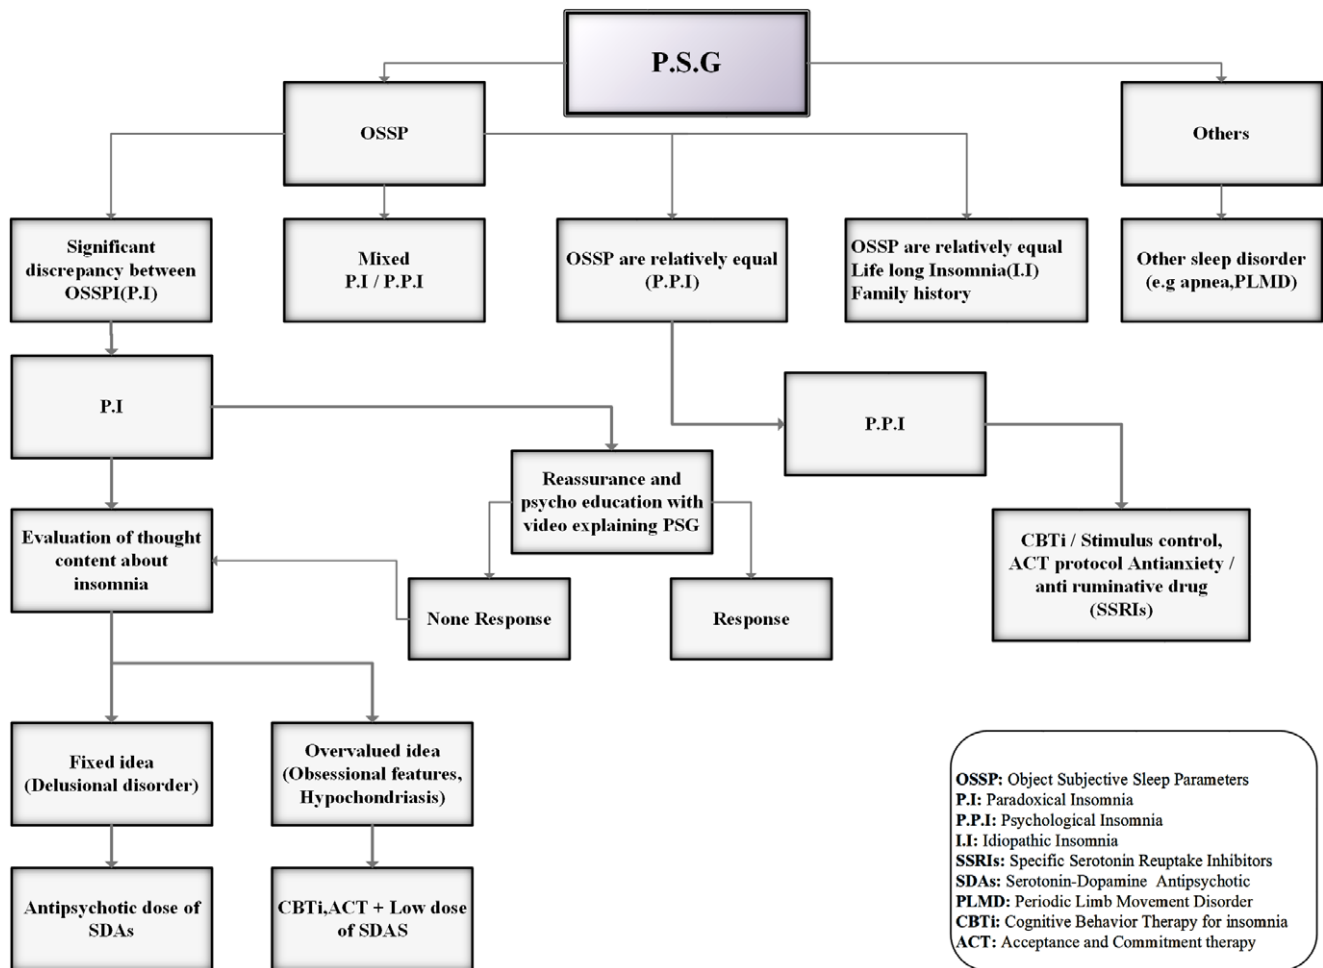 P.S.G
OSSP
Others
Significant
discrepancy between
OSSPI(P.I)
Mixed
P.I / P.P.I
OSSP are relatively equal
(P.P.I)
OSSP are relatively equal
Life long Insomnia(I.I)
Family history
Other sleep disorder
(e.g apnea,PLMD)
P.I
P.P.I
Reassurance and
psycho education with
video explaining PSG
Evaluation of thought
content about
insomnia
CBTi / Stimulus control,
ACT protocol Antianxiety /
anti ruminative drug
(SSRIs)
None Response
Response
Fixed idea
(Delusional disorder)
Overvalued idea
(Obsessional features,
Hypochondriasis)
Antipsychotic dose of
SDAs
CBTi,ACT + Low dose
of SDAS
OSSP: Object Subjective Sleep Parameters
P.I: Paradoxical Insomnia
P.P.I: Psychological Insomnia
I.I: Idiopathic Insomnia
SSRIs: Specific Serotonin Reuptake Inhibitors
SDAs: Serotonin-Dopamine Antipsychotic
PLMD: Periodic Limb Movement Disorder
CBTi: Cognitive Behavior Therapy for insomnia
ACT: Acceptance and Commitment therapy